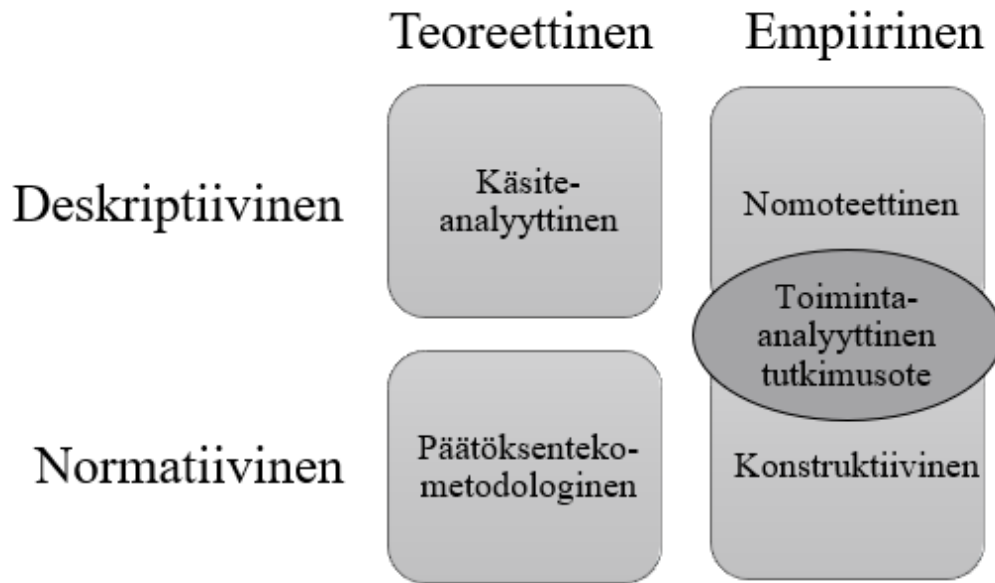 Teoreettinen Empiirinen
Deskriptiivinen
Käsite-
analyyttinen
Nomoteettinen
Toiminta-
analyyttinen
tutkimusote
Normatiivinen
Päätöksenteko-
metodologinen
Konstruktiivinen